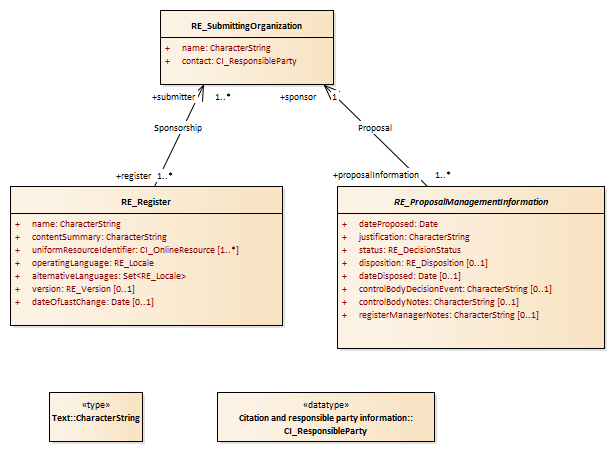 RE_SubmittingOrganization
+ name: CharacterString
+ contact: CI_ResponsibleParty
+submitter 1..*
+sponsor 1
Sponsorship
Proposal
+register 1..*
+proposalInformation 1..*
RE_Register
+ name: CharacterString
+ contentSummary: CharacterString
+ uniformResourceIdentifier: CI_OnlineResource [1..*]
+ operatingLanguage: RE_Locale
+ alternativeLanguages: Set<RE_Locale>
+ version: RE_Version [0..1]
+ dateOfLastChange: Date [0..1]
RE_ProposalManagementInformation
+ dateProposed: Date
+ justification: CharacterString
+ status: RE_DecisionStatus
+ disposition: RE_Disposition [0..1]
+ dateDisposed: Date [0..1]
+ controlBodyDecisionEvent: CharacterString [0..1]
+ controlBodyNotes: CharacterString [0..1]
+ registerManagerNotes: CharacterString [0..1]
«type»
Text::CharacterString
«datatype»
Citation and responsible party information::
CI_ResponsibleParty